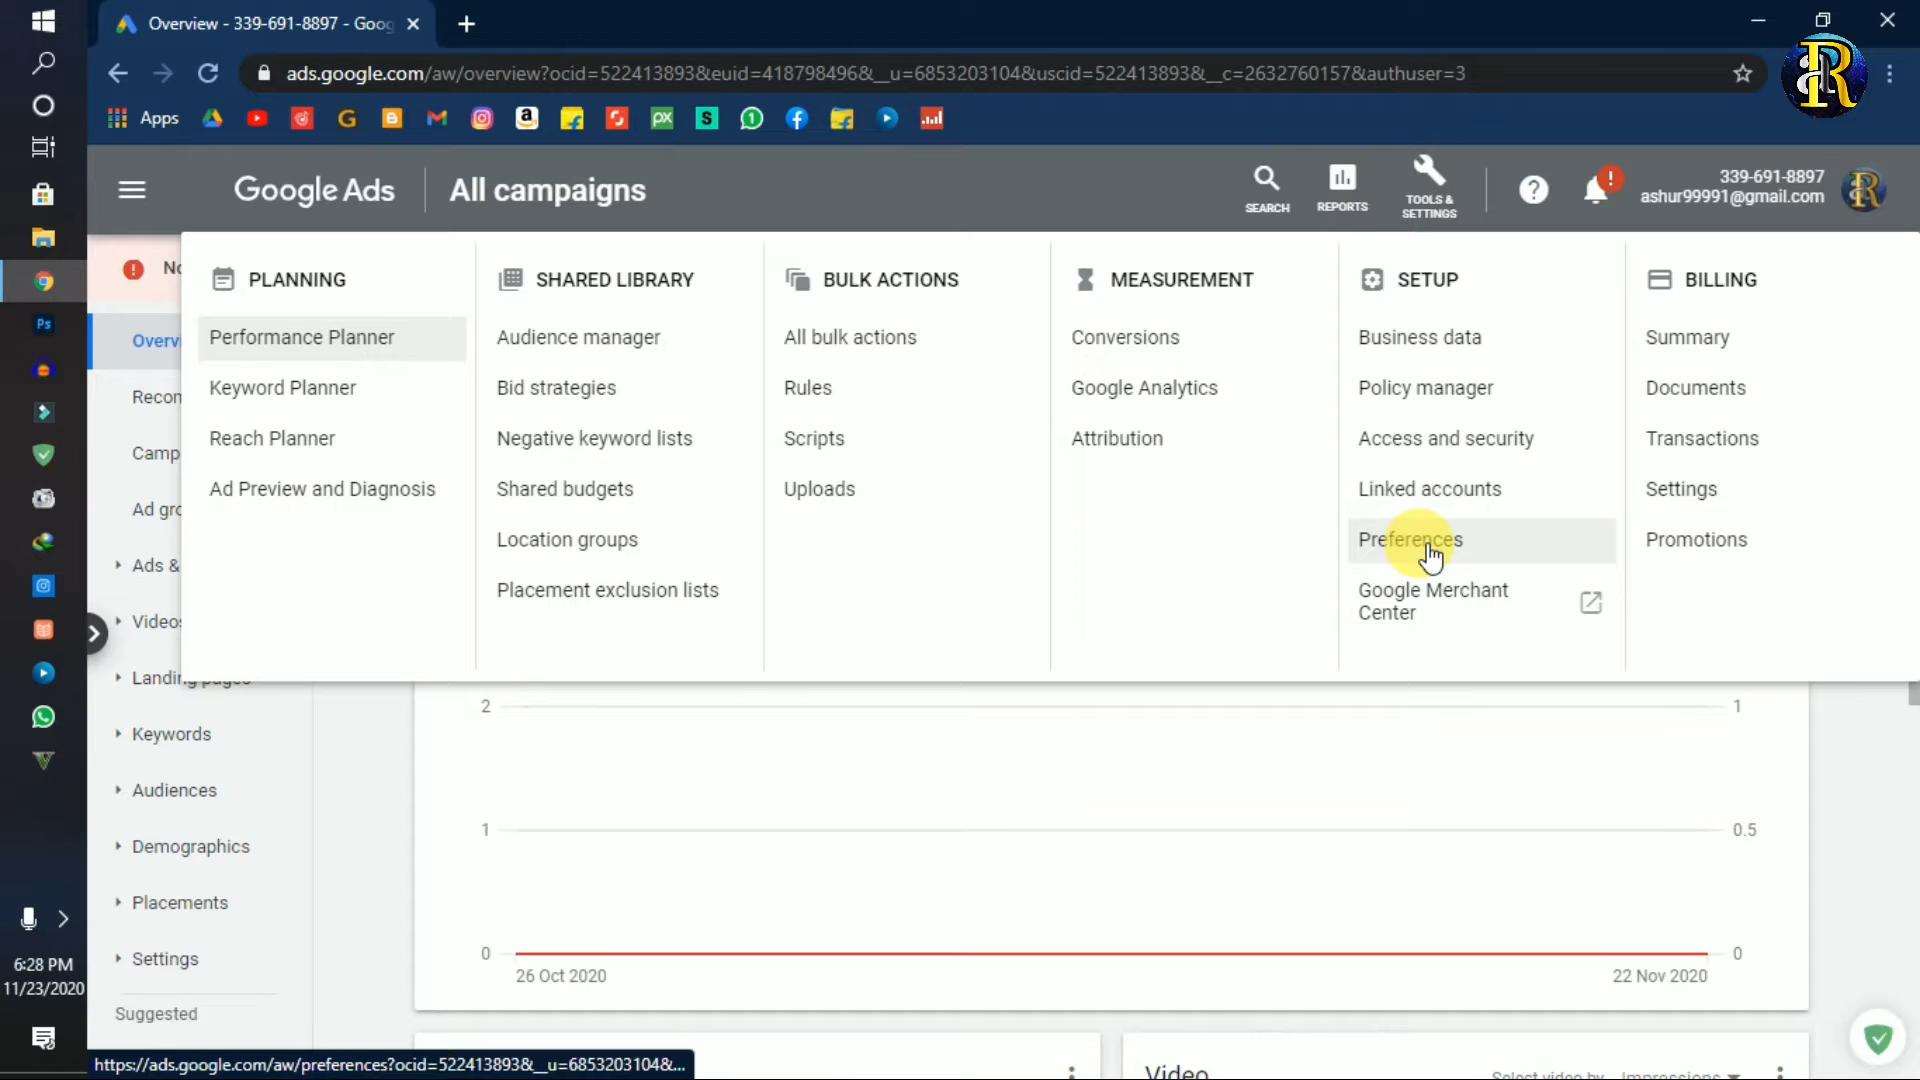 Overview - 339-691-8897 - Goog
ads.google.com/aw/overview?ocid=522413893&euid=418798496&__u=6853203104&uscid=522413893&__c=2632760157&authuser=3
Apps
Google Ads
All campaigns
SEARCH
REPORTS
TOOLS &
SETTINGS
339-691-8897
ashur99991@gmail.com
PLANNING
Performance Planner
Keyword Planner
Reach Planner
Ad Preview and Diagnosis
SHARED LIBRARY
Audience manager
Bid strategies
Negative keyword lists
Shared budgets
Location groups
Placement exclusion lists
BULK ACTIONS
All bulk actions
Rules
Scripts
Uploads
MEASUREMENT
Conversions
Google Analytics
Attribution
SETUP
Business data
Policy manager
Access and security
Linked accounts
Preferences
Google Merchant
Center
BILLING
Summary
Documents
Transactions
Settings
Promotions
Overvi
Recon
Camp
Ad gro
Ads &
Videos
Landing pages
Keywords
Audiences
Demographics
Placements
Settings
Suggested
2
1
1
0.5
0
0
26 Oct 2020
22 Nov 2020
Video
Select video by
Impressions
6:28 PM
11/23/2020
https://ads.google.com/aw/preferences?ocid=522413893&__u=6853203104&...